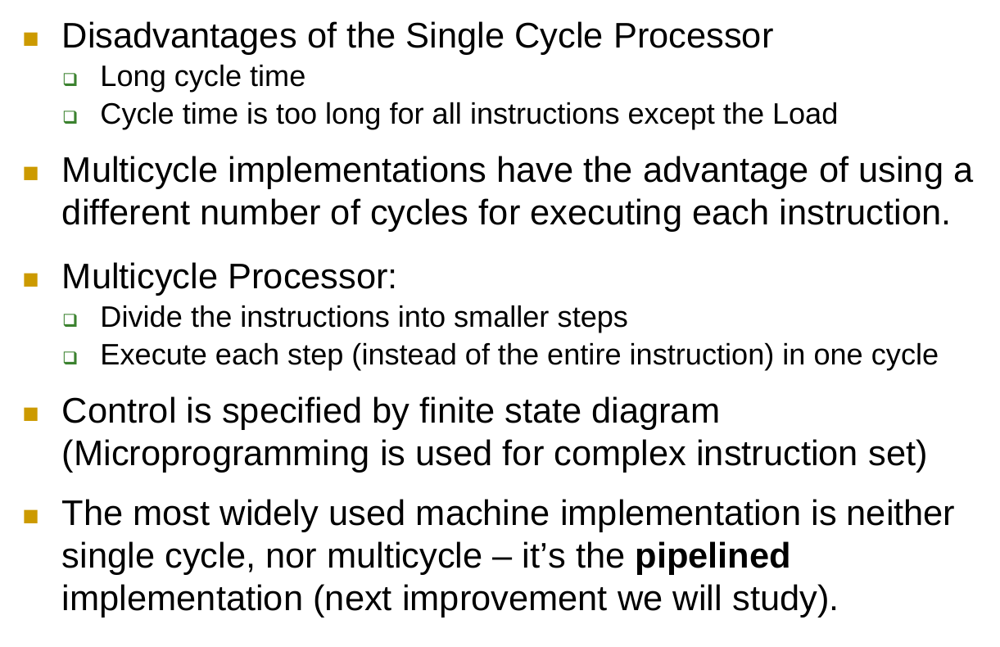 Disadvantages of the Single Cycle Processor
Long cycle time
Cycle time is too long for all instructions except the Load
Multicycle implementations have the advantage of using a
different number of cycles for executing each instruction.
Multicycle Processor:
Divide the instructions into smaller steps
Execute each step (instead of the entire instruction) in one cycle
Control is specified by finite state diagram
(Microprogramming is used for complex instruction set)
The most widely used machine implementation is neither
single cycle, nor multicycle – it’s the pipelined
implementation (next improvement we will study).